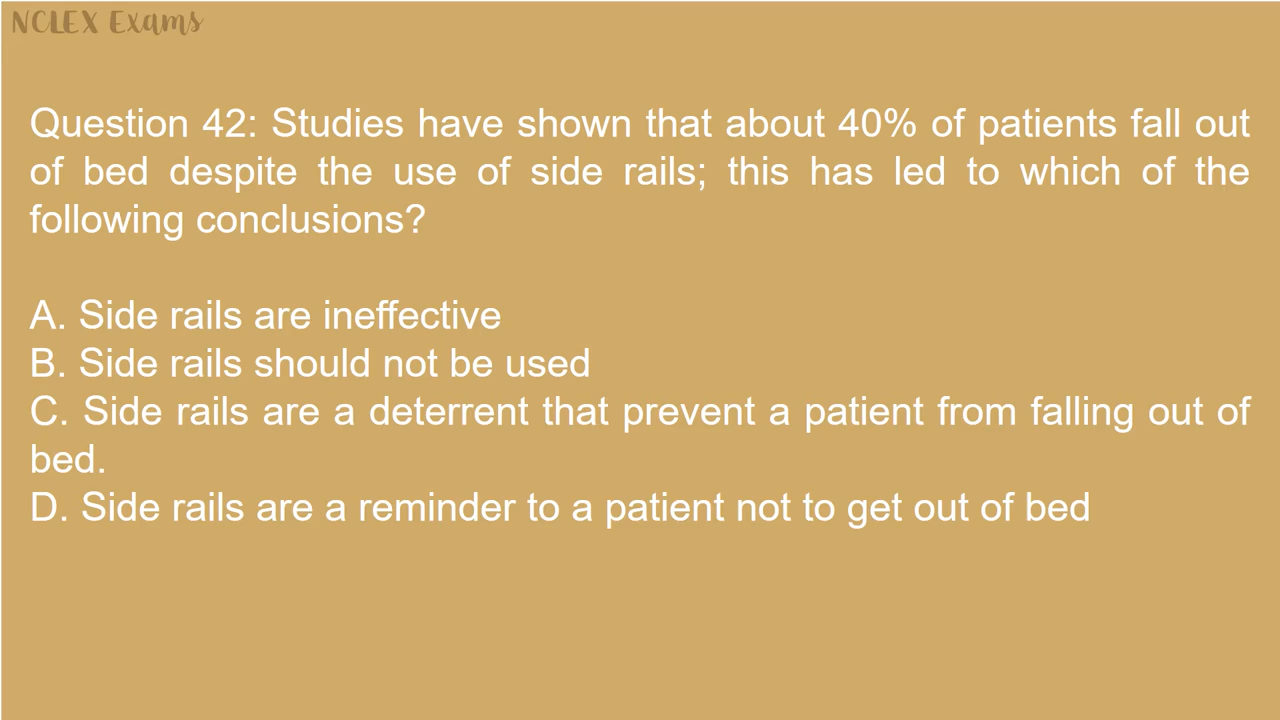 NCLEX Exams
Question 42: Studies have shown that about 40% of patients fall out
of bed despite the use of side rails; this has led to which of the
following conclusions?
A. Side rails are ineffective
B. Side rails should not be used
C. Side rails are a deterrent that prevent a patient from falling out of
bed.
D. Side rails are a reminder to a patient not to get out of bed